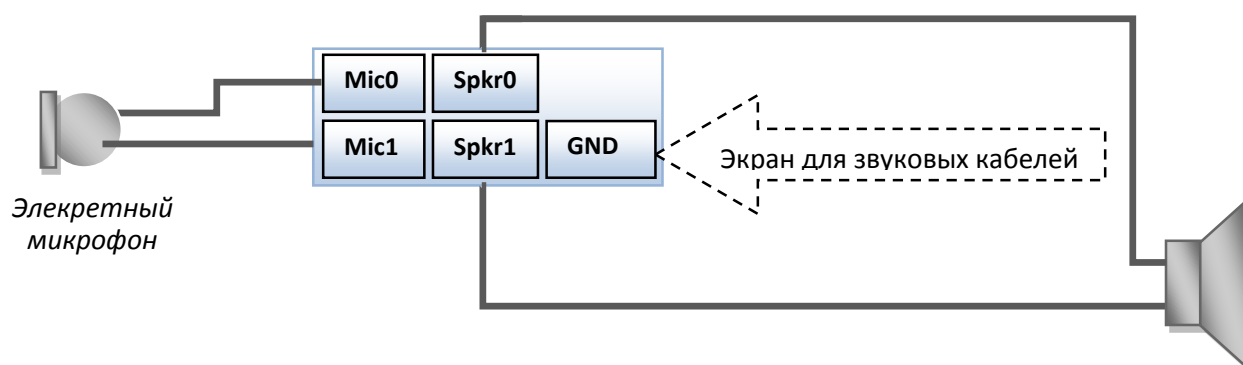 Mic0 Spkr0
Mic1 Spkr1 GND
Экран для звуковых кабелей
Элекретный
микрофон